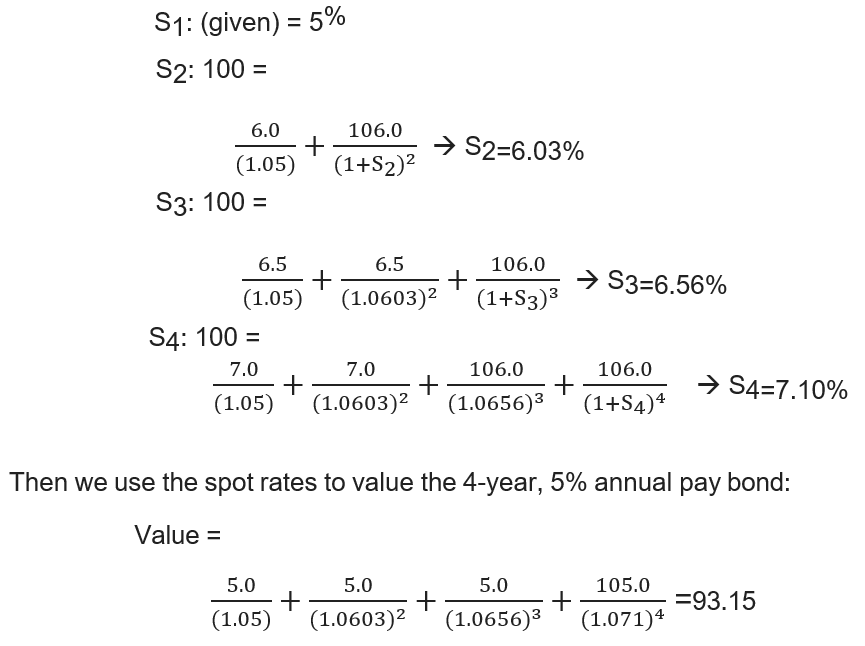 S1: (given) = 5%
S2: 100 =
6.0/(1.05) + 106.0/(1+S2)² → S2=6.03%
S3: 100 =
6.5/(1.05) + 6.5/(1.0603)² + 106.0/(1+S3)³ → S3=6.56%
S4: 100 =
7.0/(1.05) + 7.0/(1.0603)² + 106.0/(1.0656)³ + 106.0/(1+S4)⁴ → S4=7.10%
Then we use the spot rates to value the 4-year, 5% annual pay bond:
Value =
5.0/(1.05) + 5.0/(1.0603)² + 5.0/(1.0656)³ + 105.0/(1.071)⁴ =93.15